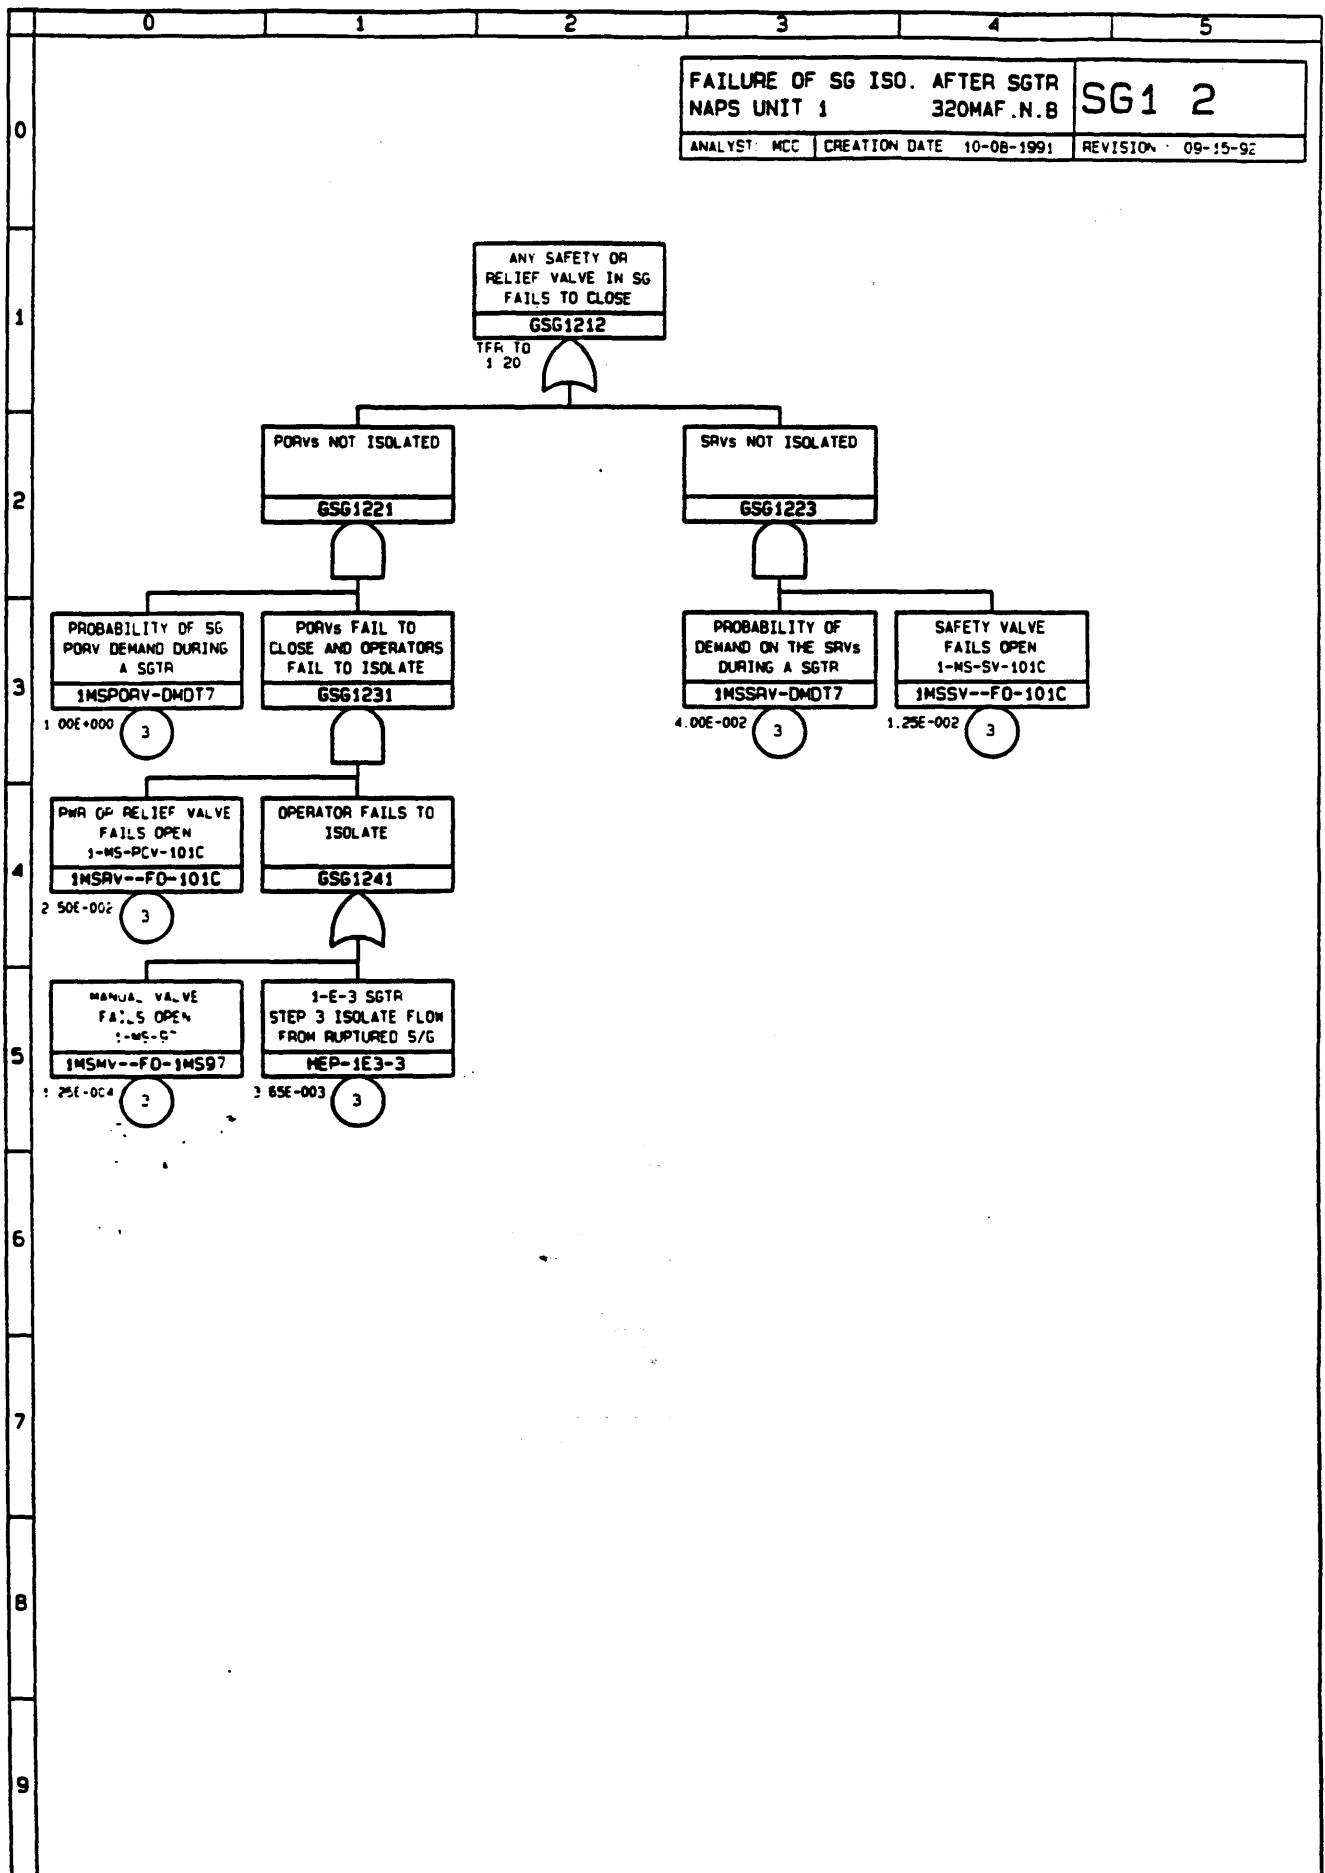 0 1 2 3 4 5
FAILURE OF SG ISO. AFTER SGTR
NAPS UNIT 1 320MAF.N.8
SG1 2
ANALYST: MCC CREATION DATE 10-08-1991 REVISION : 09-15-92
0
ANY SAFETY OR
RELIEF VALVE IN SG
FAILS TO CLOSE
GSG1212
1
TFR TO
1 20
PORVs NOT ISOLATED
GSG1221
SRVs NOT ISOLATED
GSG1223
2
PROBABILITY OF SG
PORV DEMAND DURING
A SGTR
1MSPORV-DMDT7
1 00E+000
3
PORVs FAIL TO
CLOSE AND OPERATORS
FAIL TO ISOLATE
GSG1231
PROBABILITY OF
DEMAND ON THE SRVs
DURING A SGTR
1MSSRV-DMDT7
4.00E-002
3
SAFETY VALVE
FAILS OPEN
1-MS-SV-101C
1MSSV--FO-101C
1.25E-002
3
3
PWR OP RELIEF VALVE
FAILS OPEN
1-MS-PCV-101C
1MSRV--FO-101C
2 50E-002
3
OPERATOR FAILS TO
ISOLATE
GSG1241
4
MANUAL VALVE
FAILS OPEN
1MSMV--FO-1MS97
1 25E-004
3
1-E-3 SGTR
STEP 3 ISOLATE FLOW
FROM RUPTURED S/G
HEP-1E3-3
65E-003
3
5
6
7
8
9